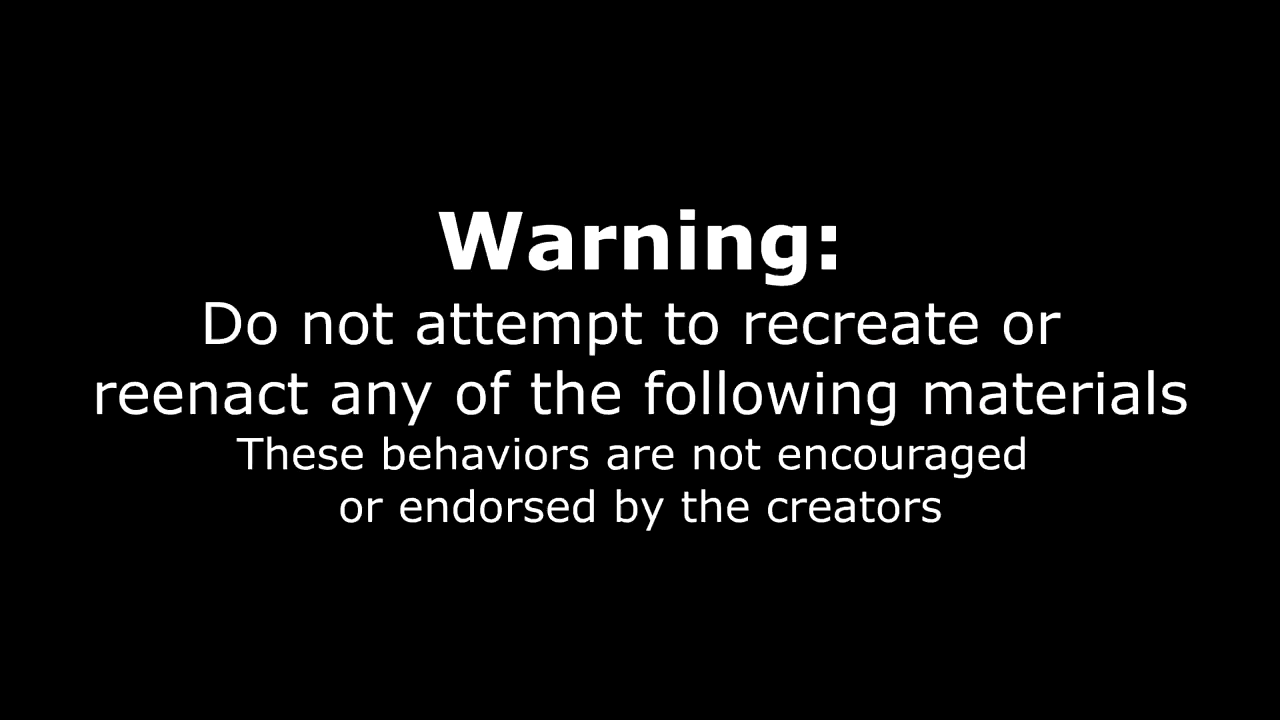 Warning:
Do not attempt to recreate or
reenact any of the following materials
These behaviors are not encouraged
or endorsed by the creators